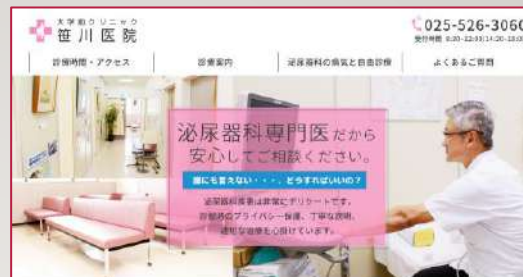 大学前クリニック
笹川医院
025-526-3060
診療時間・アクセス
診療案内
泌尿器科の病気と自由診療
よくあるご質問
泌尿器科専門医だから
安心してご相談ください。
誰にも言えない・・・、どうすればいいの?
泌尿器科疾患は非常にデリケートです。
診察時のプライバシー保護、丁寧な説明、
適切な治療を心掛けています。